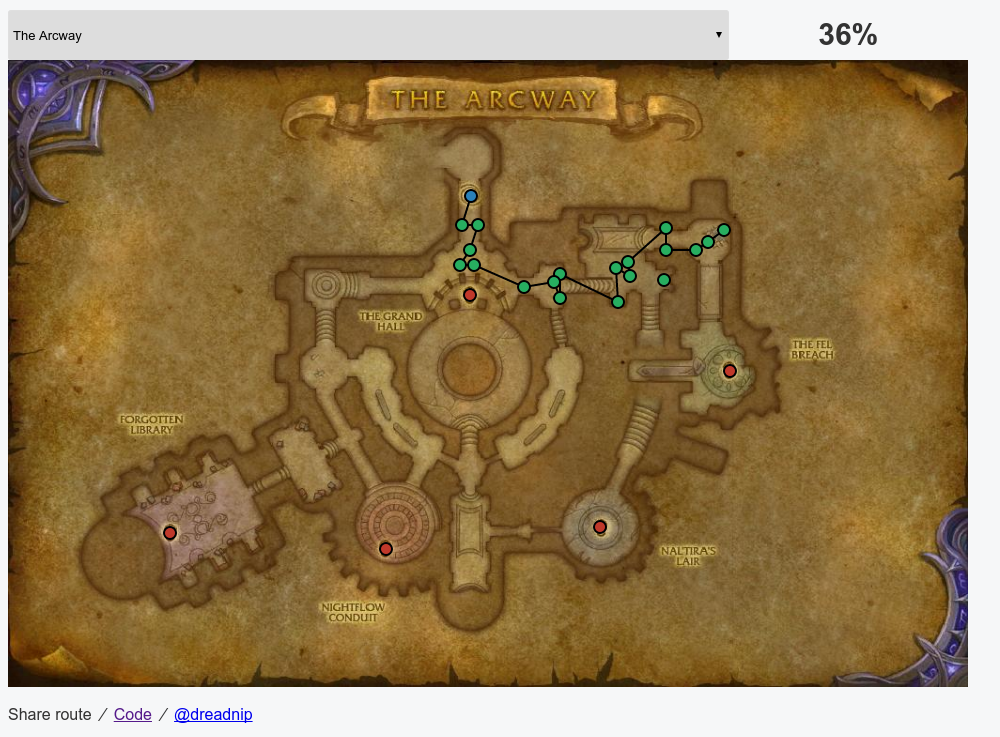 The Arcway
36%
THE ARCWAY
THE GRAND
HALL
THE FEL
BREACH
FORGOTTEN
LIBRARY
NALTIRA'S
LAIR
NIGHTFLOW
CONDUIT
Share route / Code / @dreadnip